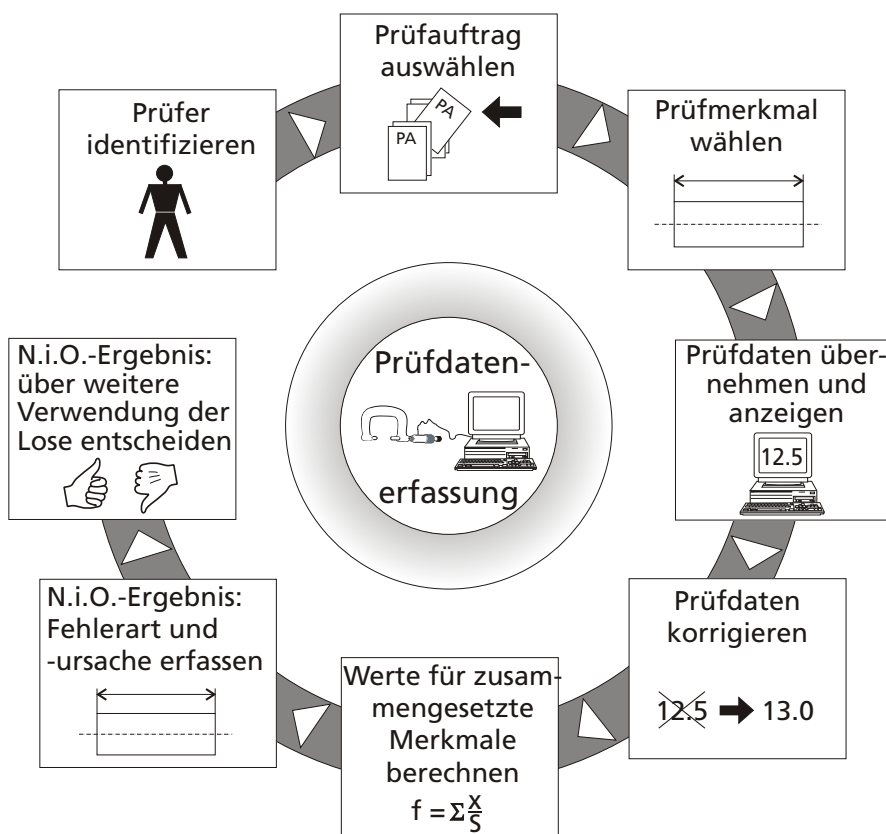 Prüfer
identifizieren
Prüfauftrag
auswählen
PA
PA
Prüfmerkmal
wählen
Prüfdaten über-
nehmen und
anzeigen
12.5
Prüfdaten
korrigieren
12.5 13.0
Werte für zusam-
mengesetzte
Merkmale
berechnen
f = Σ x/S
N.i.O.-Ergebnis:
Fehlerart und
-ursache erfassen
N.i.O.-Ergebnis:
über weitere
Verwendung der
Lose entscheiden
Prüfdaten-
erfassung